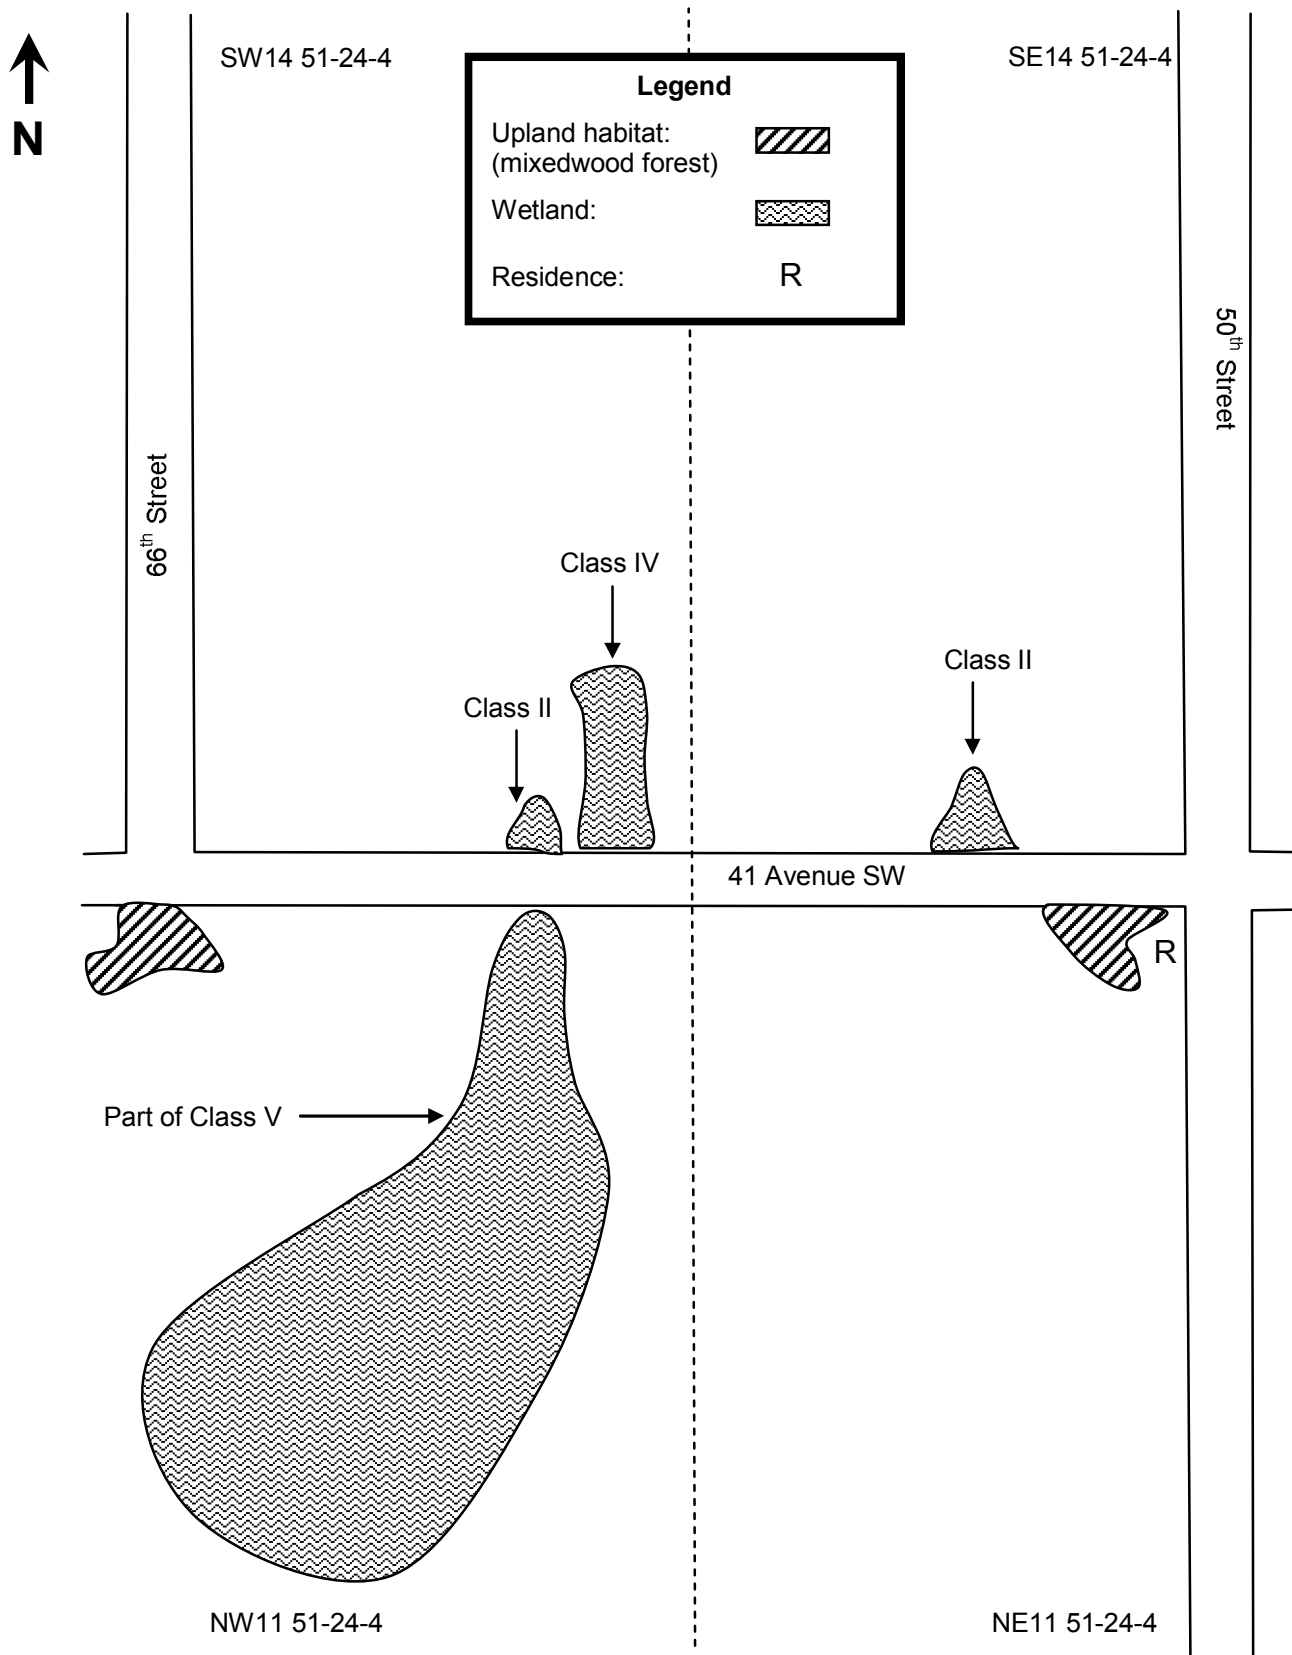 SW14 51-24-4
SE14 51-24-4
N
Legend
Upland habitat:
(mixedwood forest)
Wetland:
Residence: R
50th Street
66th Street
Class IV
Class II
Class II
41 Avenue SW
R
Part of Class V
NW11 51-24-4
NE11 51-24-4